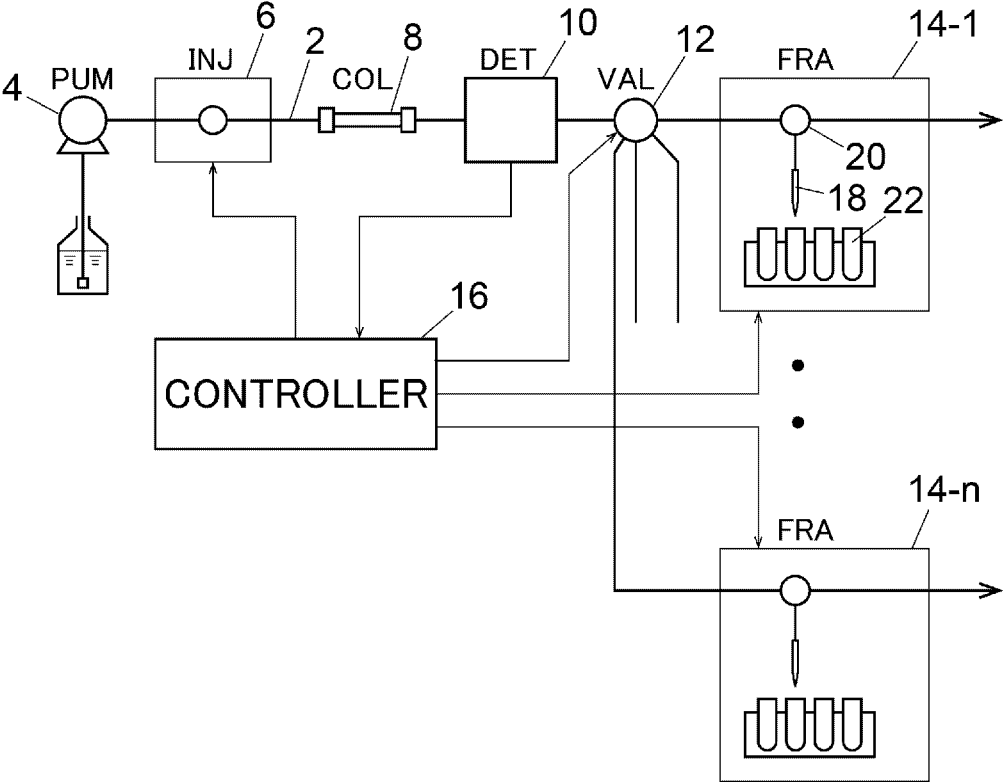 6
8
10
12
14-1
PUM
INJ
2
COL
DET
VAL
FRA
4
20
18
22
16
CONTROLLER
14-n
FRA